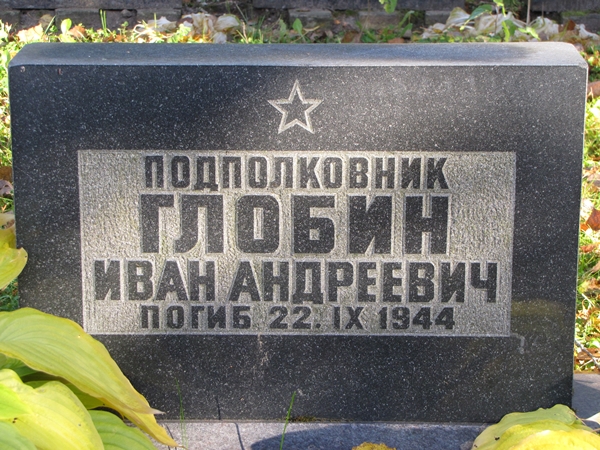 ПОДПОЛКОВНИК
ГЛОБИН
ИВАН АНДРЕЕВИЧ
ПОГИБ 22. IX 1944